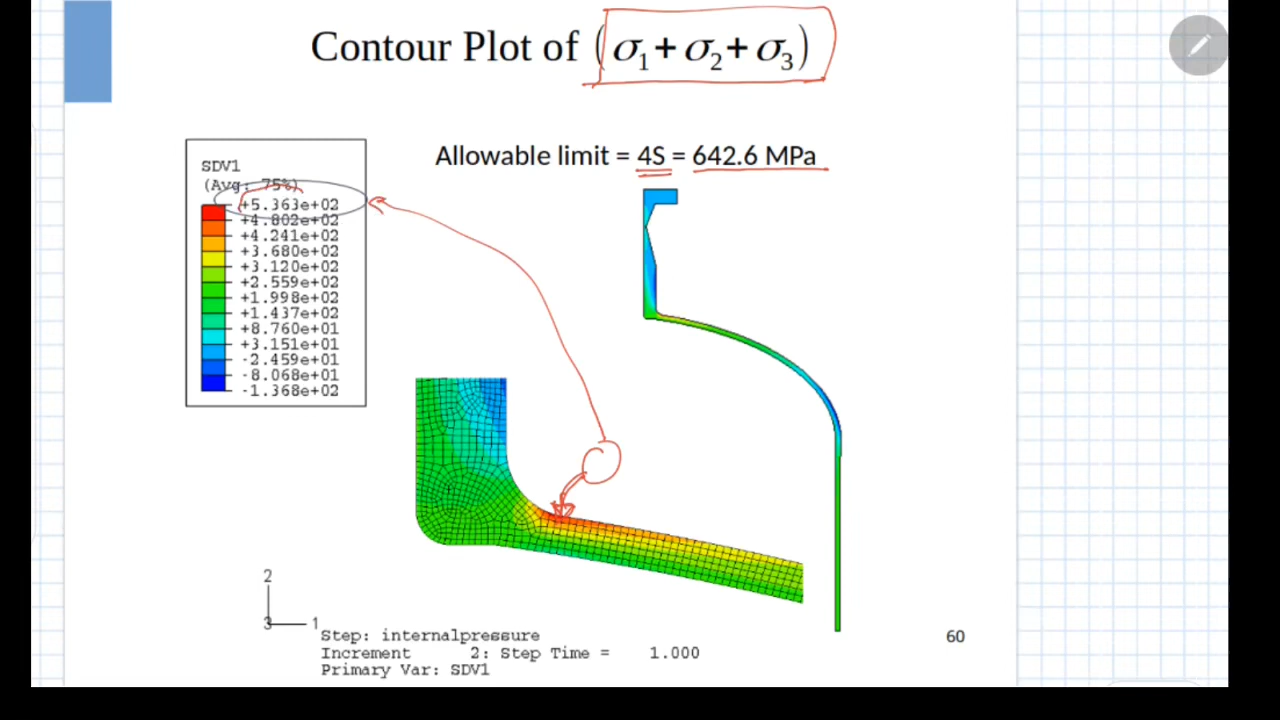 Contour Plot of (σ₁+σ₂+σ₃)
Allowable limit = 4S = 642.6 MPa
SDV1
(Avg: 75%)
+5.363e+02
+4.802e+02
+4.241e+02
+3.680e+02
+3.120e+02
+2.559e+02
+1.998e+02
+1.437e+02
+8.760e+01
+3.151e+01
-2.459e+01
-8.068e+01
-1.368e+02
2
3 1
Step: internalpressure
Increment 2: Step Time = 1.000
Primary Var: SDV1
60